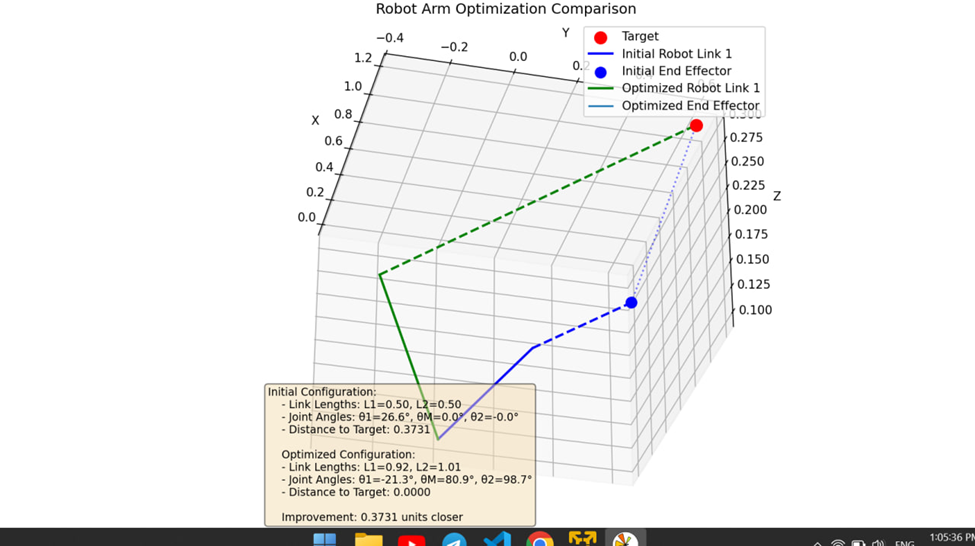 Robot Arm Optimization Comparison
Y
−0.4
−0.2
0.0
0.2
Target
Initial Robot Link 1
Initial End Effector
Optimized Robot Link 1
Optimized End Effector
X
1.2
1.0
0.8
0.6
0.4
0.2
0.0
0.300
0.275
0.250
0.225
0.200
0.175
0.150
0.125
0.100
Z
Initial Configuration:
- Link Lengths: L1=0.50, L2=0.50
- Joint Angles: θ1=26.6°, θM=0.0°, θ2=-0.0°
- Distance to Target: 0.3731
Optimized Configuration:
- Link Lengths: L1=0.92, L2=1.01
- Joint Angles: θ1=-21.3°, θM=80.9°, θ2=98.7°
- Distance to Target: 0.0000
Improvement: 0.3731 units closer
ENG